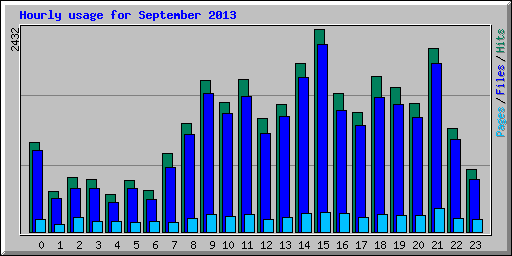 Hourly usage for September 2013
2432
Pages / Files / Hits
0 1 2 3 4 5 6 7 8 9 10 11 12 13 14 15 16 17 18 19 20 21 22 23